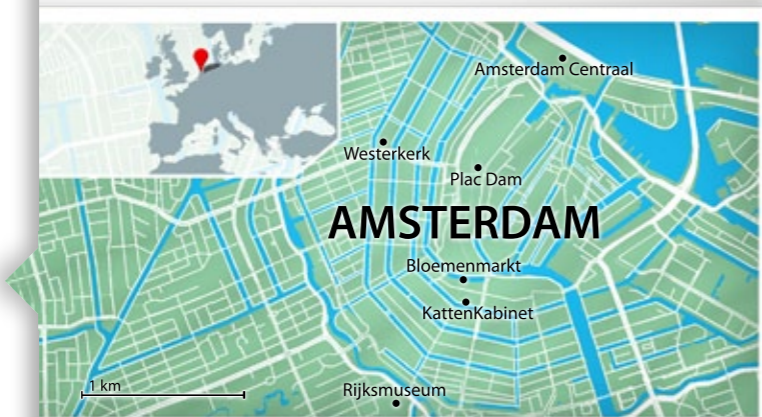 Amsterdam Centraal
Westerkerk
Plac Dam
AMSTERDAM
Bloemenmarkt
KattenKabinet
1 km
Rijksmuseum